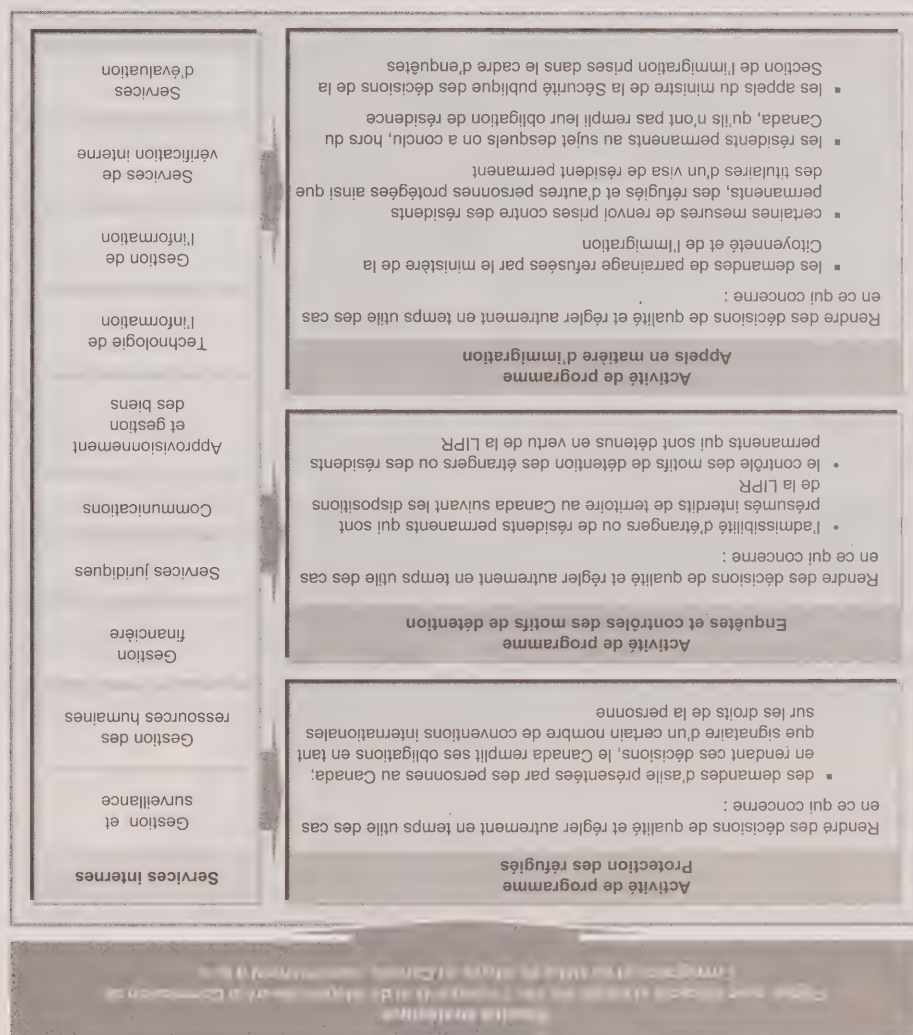 Activité de programme
Protection des réfugiés
Rendre des décisions de qualité et régler autrement en temps utile des cas
en ce qui concerne :
▪ des demandes d'asile présentées par des personnes au Canada;
en rendant ces décisions, le Canada remplit ses obligations en tant
que signataire d'un certain nombre de conventions internationales
sur les droits de la personne
Activité de programme
Enquêtes et contrôles des motifs de détention
Rendre des décisions de qualité et régler autrement en temps utile des cas
en ce qui concerne :
• l'admissibilité d'étrangers ou de résidents permanents qui sont
présumés interdits de territoire au Canada suivant les dispositions
de la LIPR
• le contrôle des motifs de détention des étrangers ou des résidents
permanents qui sont détenus en vertu de la LIPR
Activité de programme
Appels en matière d'immigration
Rendre des décisions de qualité et régler autrement en temps utile des cas
en ce qui concerne :
▪ les demandes de parrainage refusées par le ministère de la
Citoyenneté et de l'Immigration
▪ certaines mesures de renvoi prises contre des résidents
permanents, des réfugiés et d'autres personnes protégées ainsi que
des titulaires d'un visa de résident permanent
▪ les résidents permanents au sujet desquels on a conclu, hors du
Canada, qu'ils n'ont pas rempli leur obligation de résidence
▪ les appels du ministre de la Sécurité publique des décisions de la
Section de l'immigration prises dans le cadre d'enquêtes
Services internes
Gestion et
surveillance
Gestion des
ressources humaines
Gestion
financière
Services juridiques
Communications
Approvisionnement
et gestion
des biens
Technologie de
l'information
Gestion de
l'information
Services de
vérification interne
Services
d'évaluation